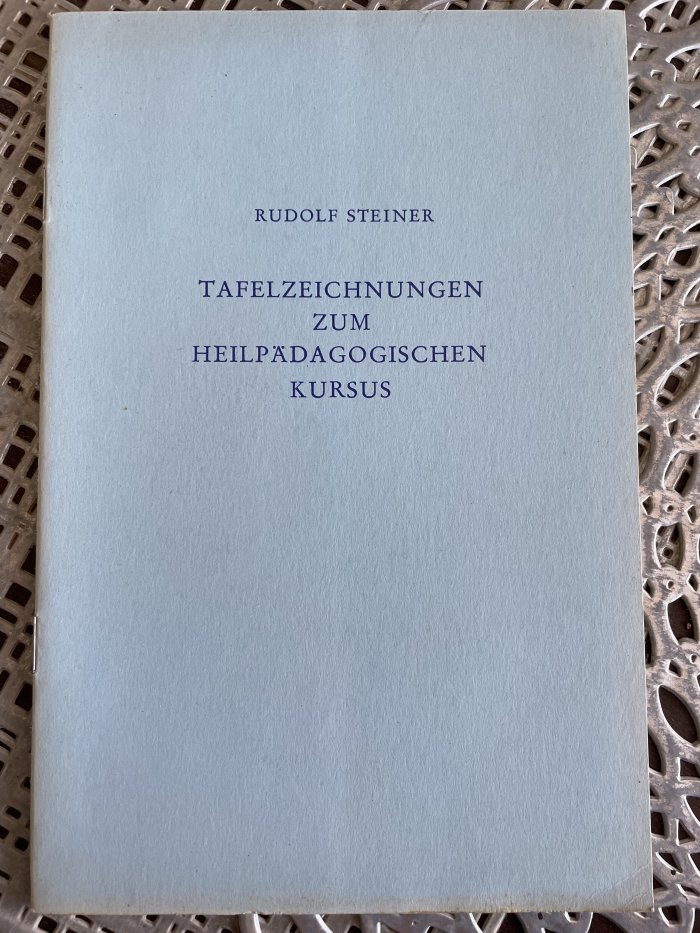 RUDOLF STEINER
TAFELZEICHNUNGEN
ZUM
HEILPÄDAGOGISCHEN
KURSUS